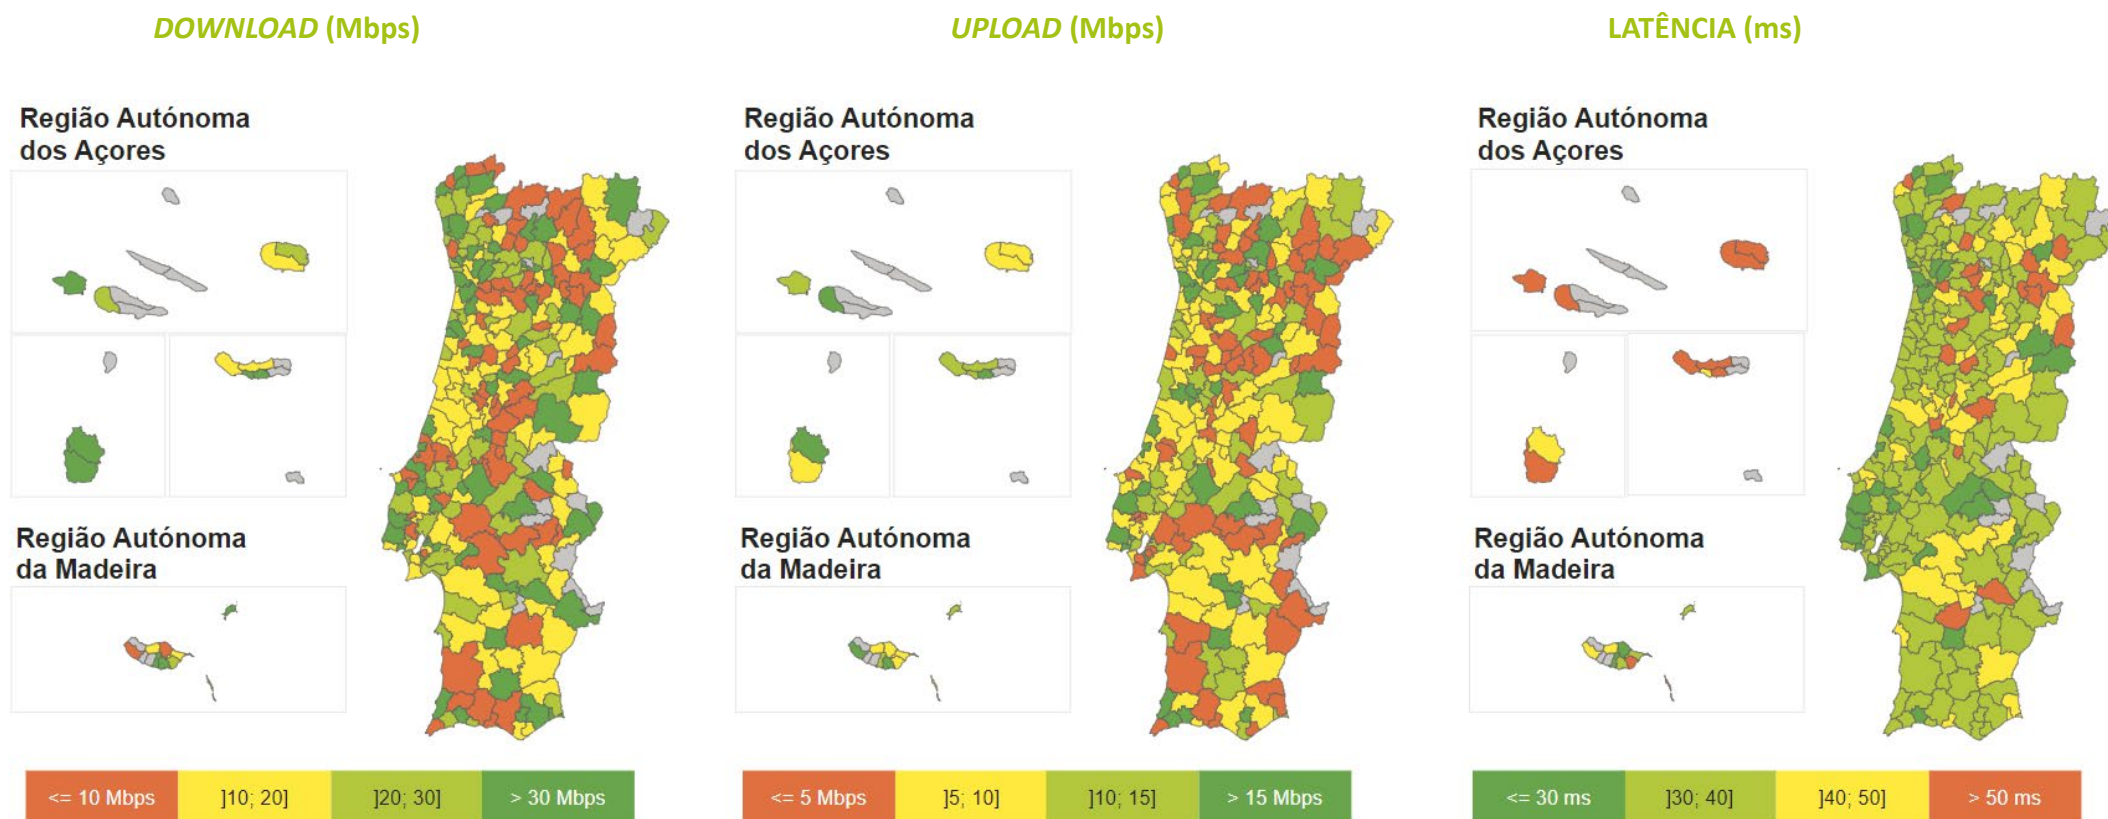 DOWNLOAD (Mbps)
UPLOAD (Mbps)
LATÊNCIA (ms)
Região Autónoma
dos Açores
Região Autónoma
da Madeira
<= 10 Mbps
]10; 20]
]20; 30]
> 30 Mbps
Região Autónoma
dos Açores
Região Autónoma
da Madeira
<= 5 Mbps
]5; 10]
]10; 15]
> 15 Mbps
Região Autónoma
dos Açores
Região Autónoma
da Madeira
<= 30 ms
]30; 40]
]40; 50]
> 50 ms